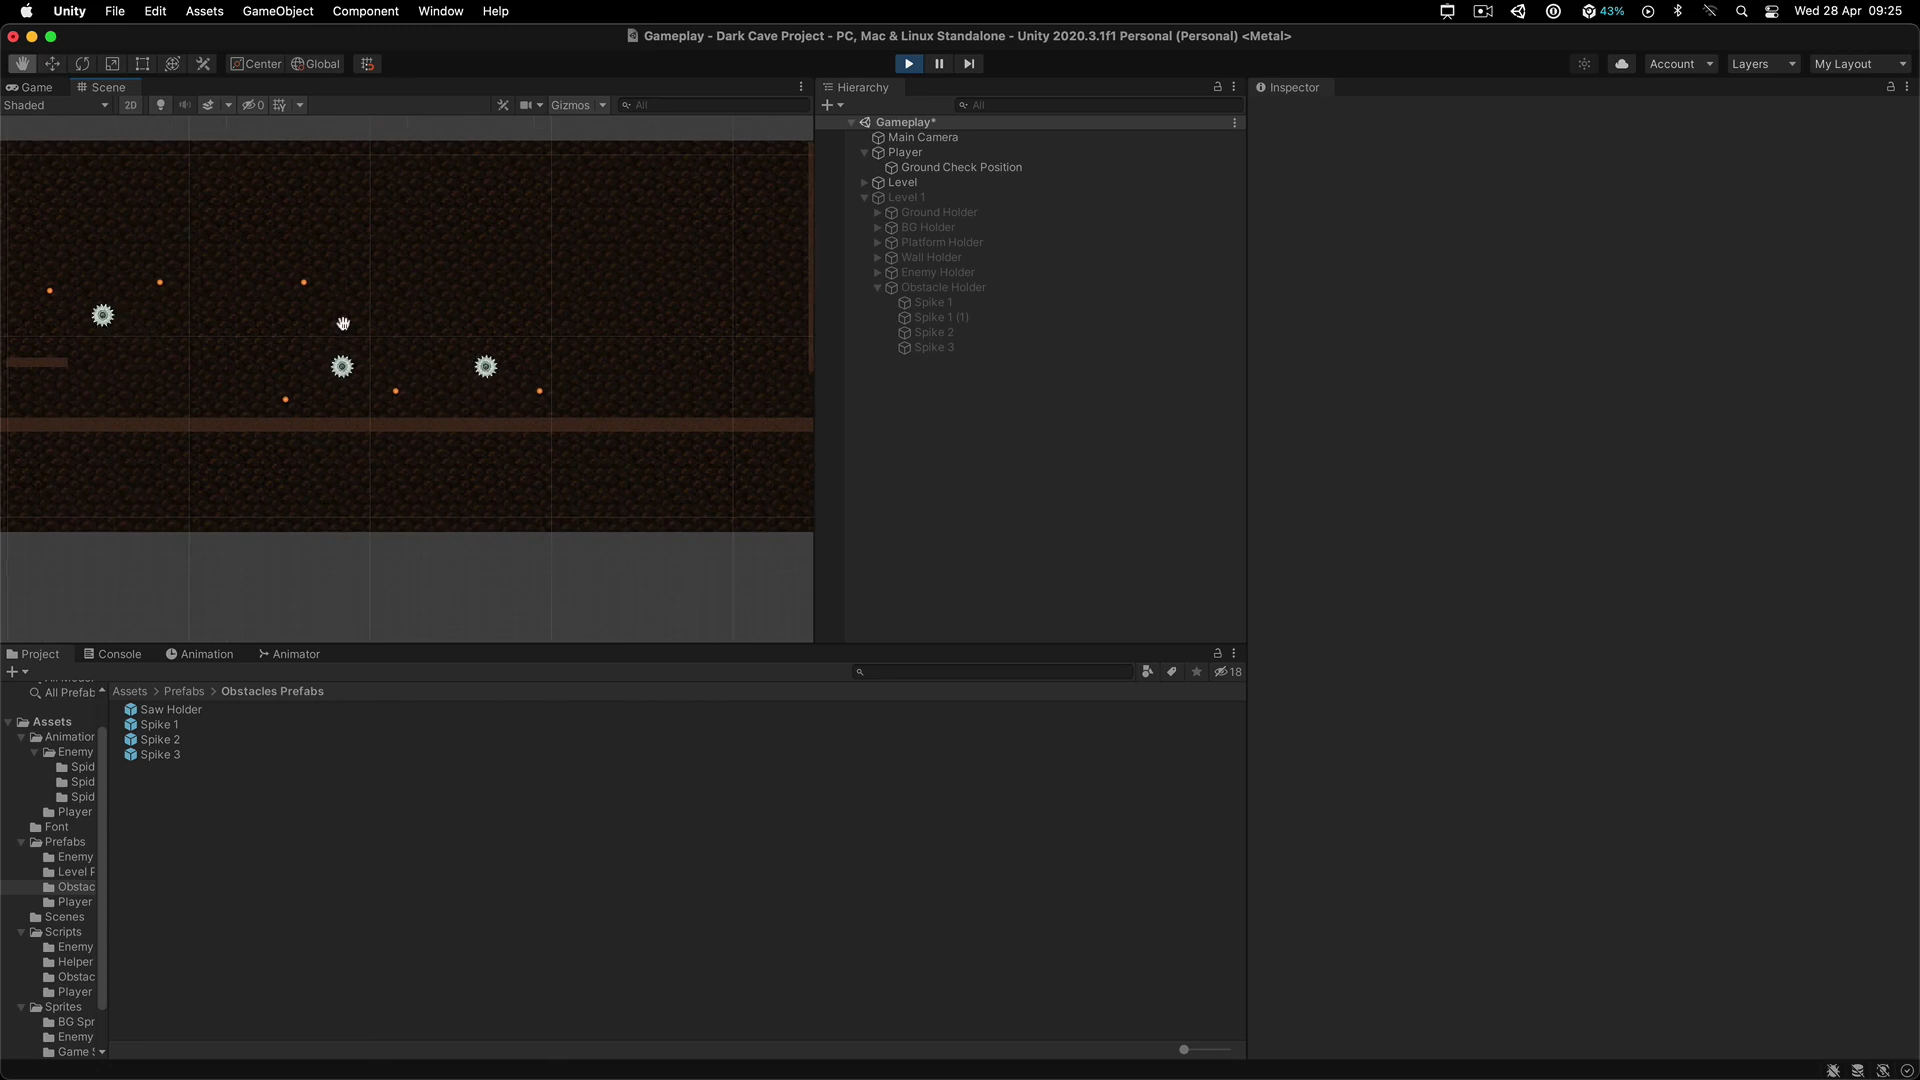 Unity File Edit Assets GameObject Component Window Help 43% Wed 28 Apr 09:25
Gameplay - Dark Cave Project - PC, Mac & Linux Standalone - Unity 2020.3.1f1 Personal (Personal) <Metal>
Center Global Account Layers My Layout
Game Scene Hierarchy Inspector
Shaded 2D 0 Gizmos All All
Gameplay*
Main Camera
Player
Ground Check Position
Level
Level 1
Ground Holder
BG Holder
Platform Holder
Wall Holder
Enemy Holder
Obstacle Holder
Spike 1
Spike 1 (1)
Spike 2
Spike 3
Project Console Animation Animator
18
All Prefab
Assets > Prefabs > Obstacles Prefabs
Saw Holder
Spike 1
Spike 2
Spike 3
Assets
Animation
Enemy
Spid
Spid
Spid
Player
Font
Prefabs
Enemy
Level P
Obstac
Player
Scenes
Scripts
Enemy
Helper
Obstac
Player
Sprites
BG Spr
Enemy
Game